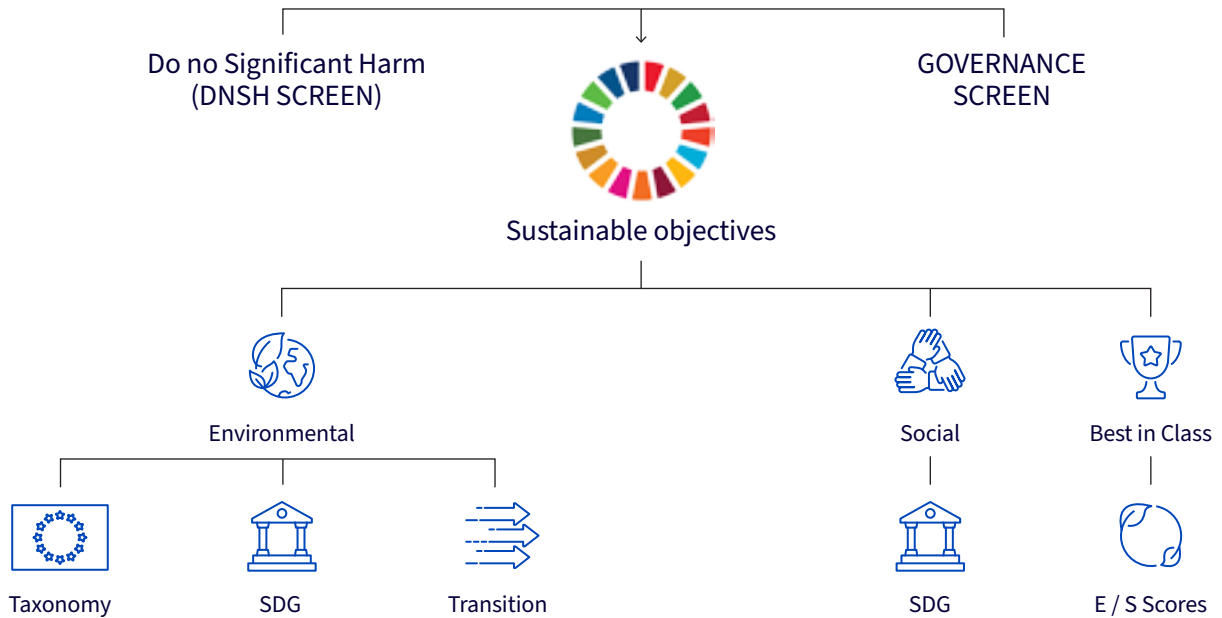 Do no Significant Harm
(DNSH SCREEN)
GOVERNANCE
SCREEN
Sustainable objectives
Environmental
Social
Best in Class
Taxonomy
SDG
Transition
SDG
E / S Scores